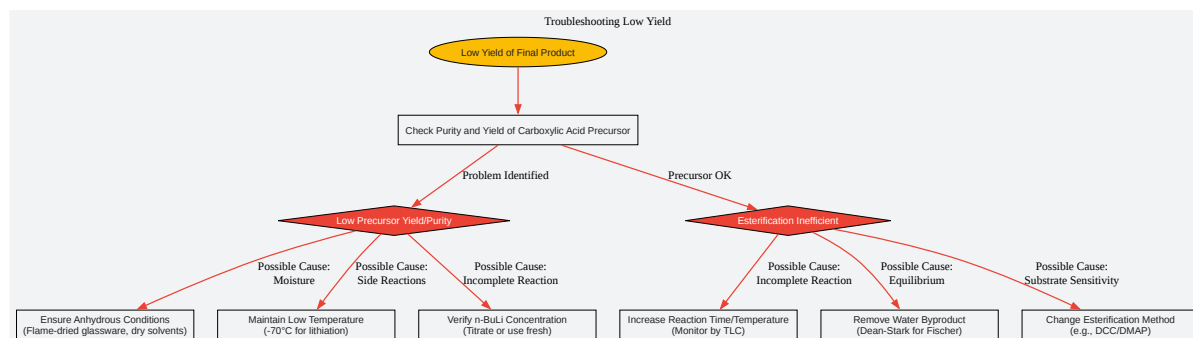 Troubleshooting Low Yield
Low Yield of Final Product
Check Purity and Yield of Carboxylic Acid Precursor
Problem Identified
Precursor OK
Low Precursor Yield/Purity
Esterification Inefficient
Possible Cause:
Moisture
Possible Cause:
Side Reactions
Possible Cause:
Incomplete Reaction
Possible Cause:
Incomplete Reaction
Possible Cause:
Equilibrium
Possible Cause:
Substrate Sensitivity
Ensure Anhydrous Conditions
(Flame-dried glassware, dry solvents)
Maintain Low Temperature
(-70°C for lithiation)
Verify n-BuLi Concentration
(Titrate or use fresh)
Increase Reaction Time/Temperature
(Monitor by TLC)
Remove Water Byproduct
(Dean-Stark for Fischer)
Change Esterification Method
(e.g., DCC/DMAP)